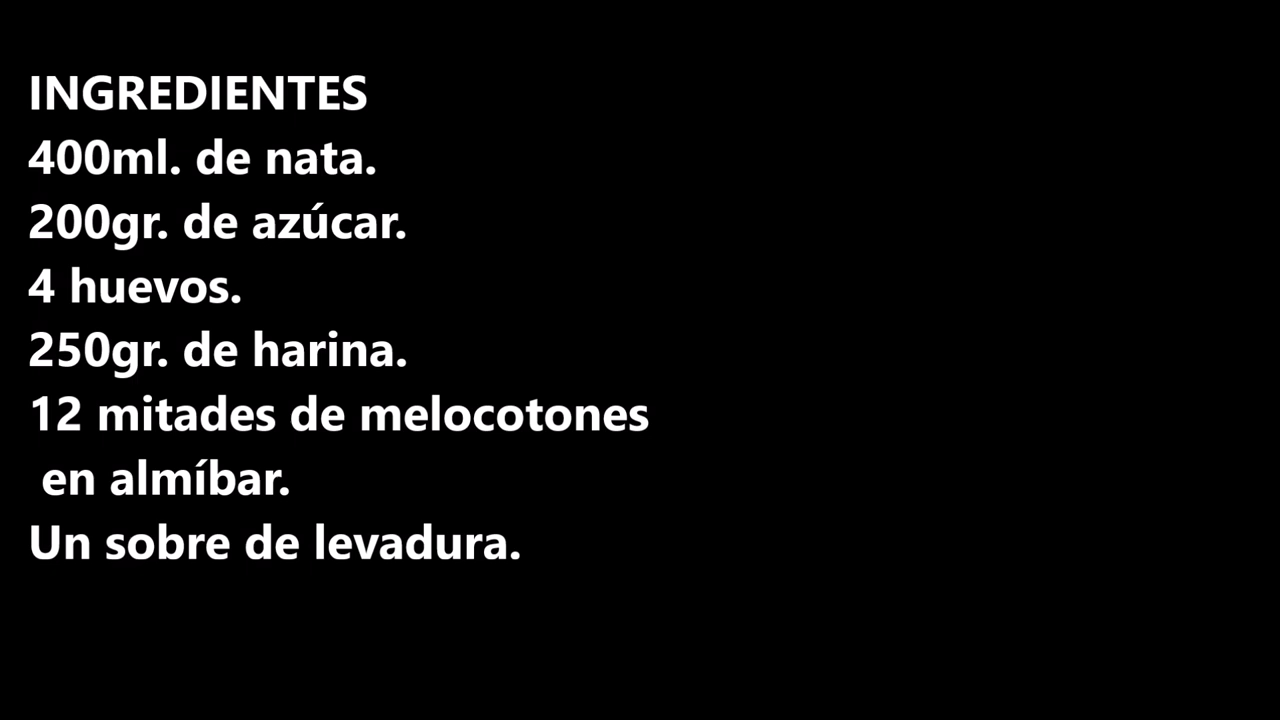 INGREDIENTES
400ml. de nata.
200gr. de azúcar.
4 huevos.
250gr. de harina.
12 mitades de melocotones
en almíbar.
Un sobre de levadura.